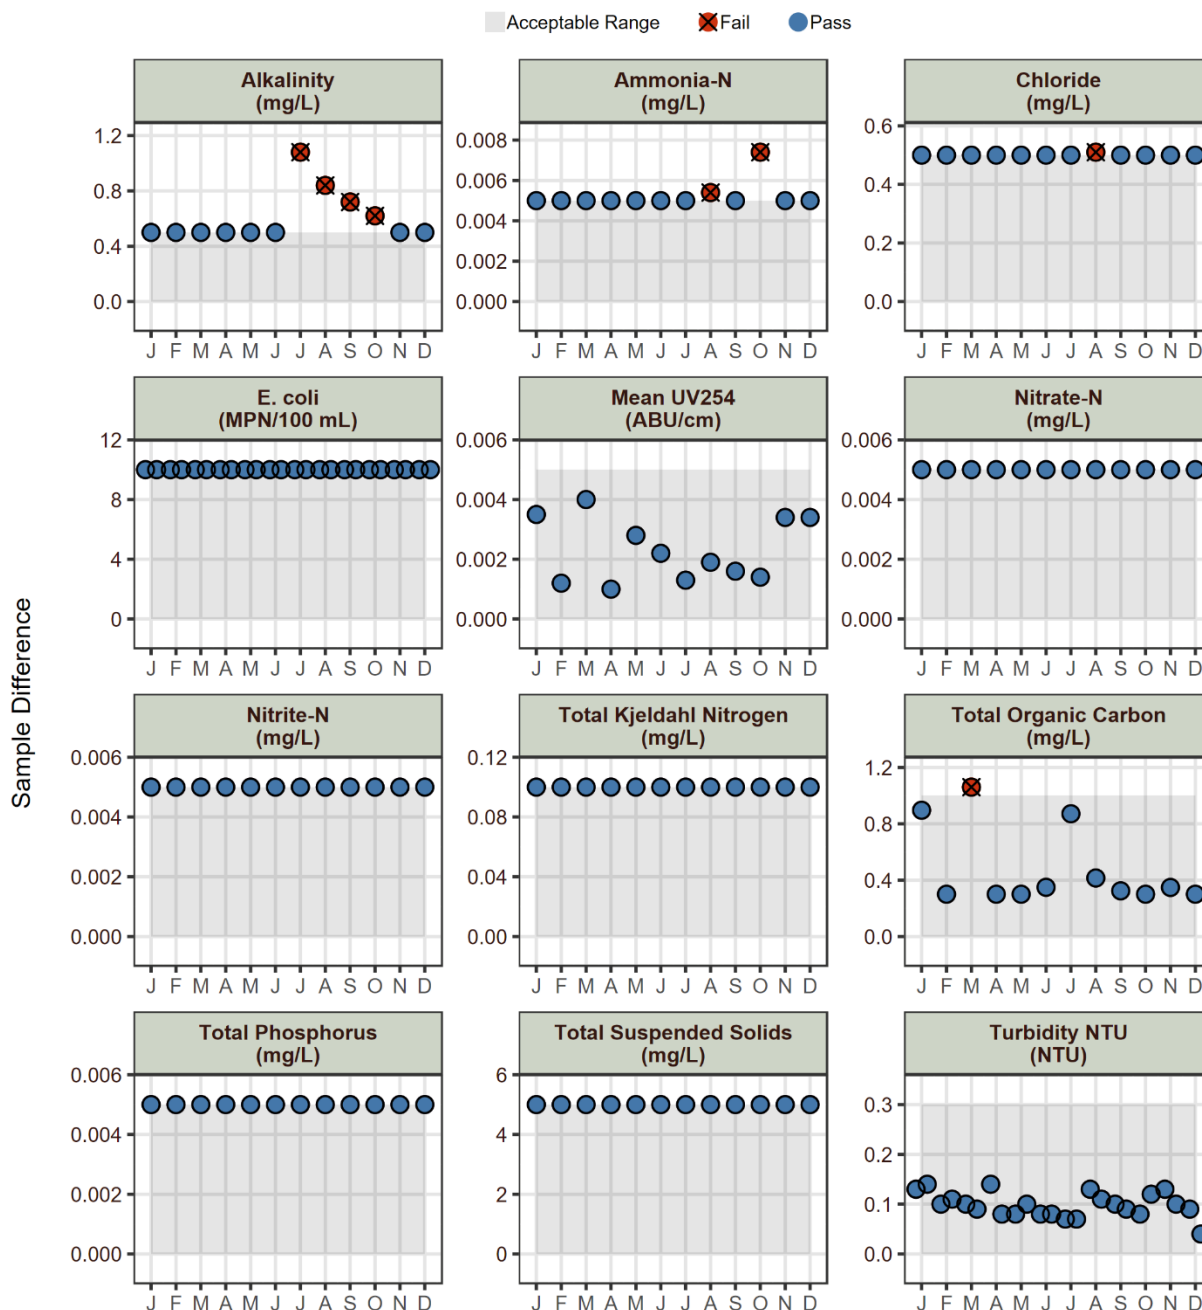 Acceptable Range Fail Pass
Alkalinity
(mg/L)
Ammonia-N
(mg/L)
Chloride
(mg/L)
1.2
0.8
0.4
0.0
0.008
0.006
0.004
0.002
0.000
0.6
0.4
0.2
0.0
J F M A M J J A S O N D
J F M A M J J A S O N D
J F M A M J J A S O N D
E. coli
(MPN/100 mL)
Mean UV254
(ABU/cm)
Nitrate-N
(mg/L)
12
8
4
0
0.006
0.004
0.002
0.000
0.006
0.004
0.002
0.000
J F M A M J J A S O N D
J F M A M J J A S O N D
J F M A M J J A S O N D
Sample Difference
Nitrite-N
(mg/L)
Total Kjeldahl Nitrogen
(mg/L)
Total Organic Carbon
(mg/L)
0.006
0.004
0.002
0.000
0.12
0.08
0.04
0.00
1.2
0.8
0.4
0.0
J F M A M J J A S O N D
J F M A M J J A S O N D
J F M A M J J A S O N D
Total Phosphorus
(mg/L)
Total Suspended Solids
(mg/L)
Turbidity NTU
(NTU)
0.006
0.004
0.002
0.000
6
4
2
0
0.3
0.2
0.1
0.0
J F M A M J J A S O N D
J F M A M J J A S O N D
J F M A M J J A S O N D